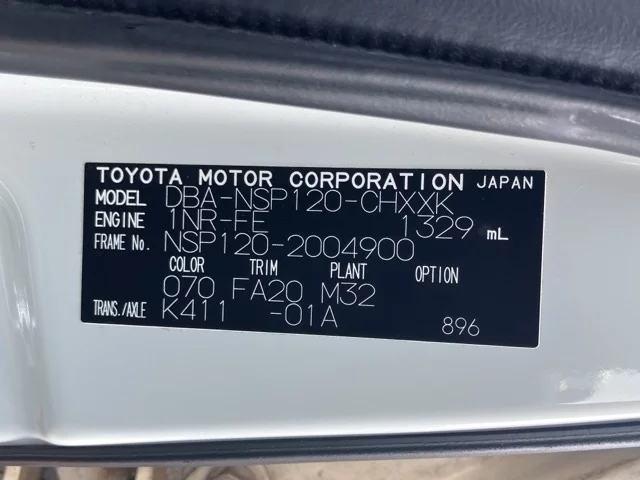 TOYOTA MOTOR CORPORATION JAPAN
MODEL DBA-NSP120-CHXXK
ENGINE 1NR-FE 1329 mL
FRAME No. NSP120-2004900
COLOR TRIM PLANT OPTION
070 FA20 M32
TRANS./AXLE K411 -01A
896